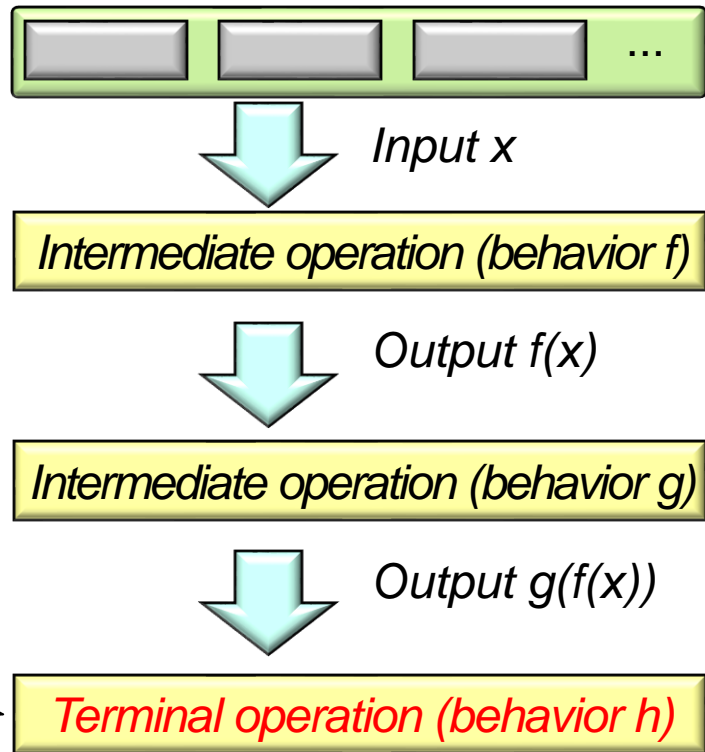 ...
Input x
Intermediate operation (behavior f)
Output f(x)
Intermediate operation (behavior g)
Output g(f(x))
Terminal operation (behavior h)